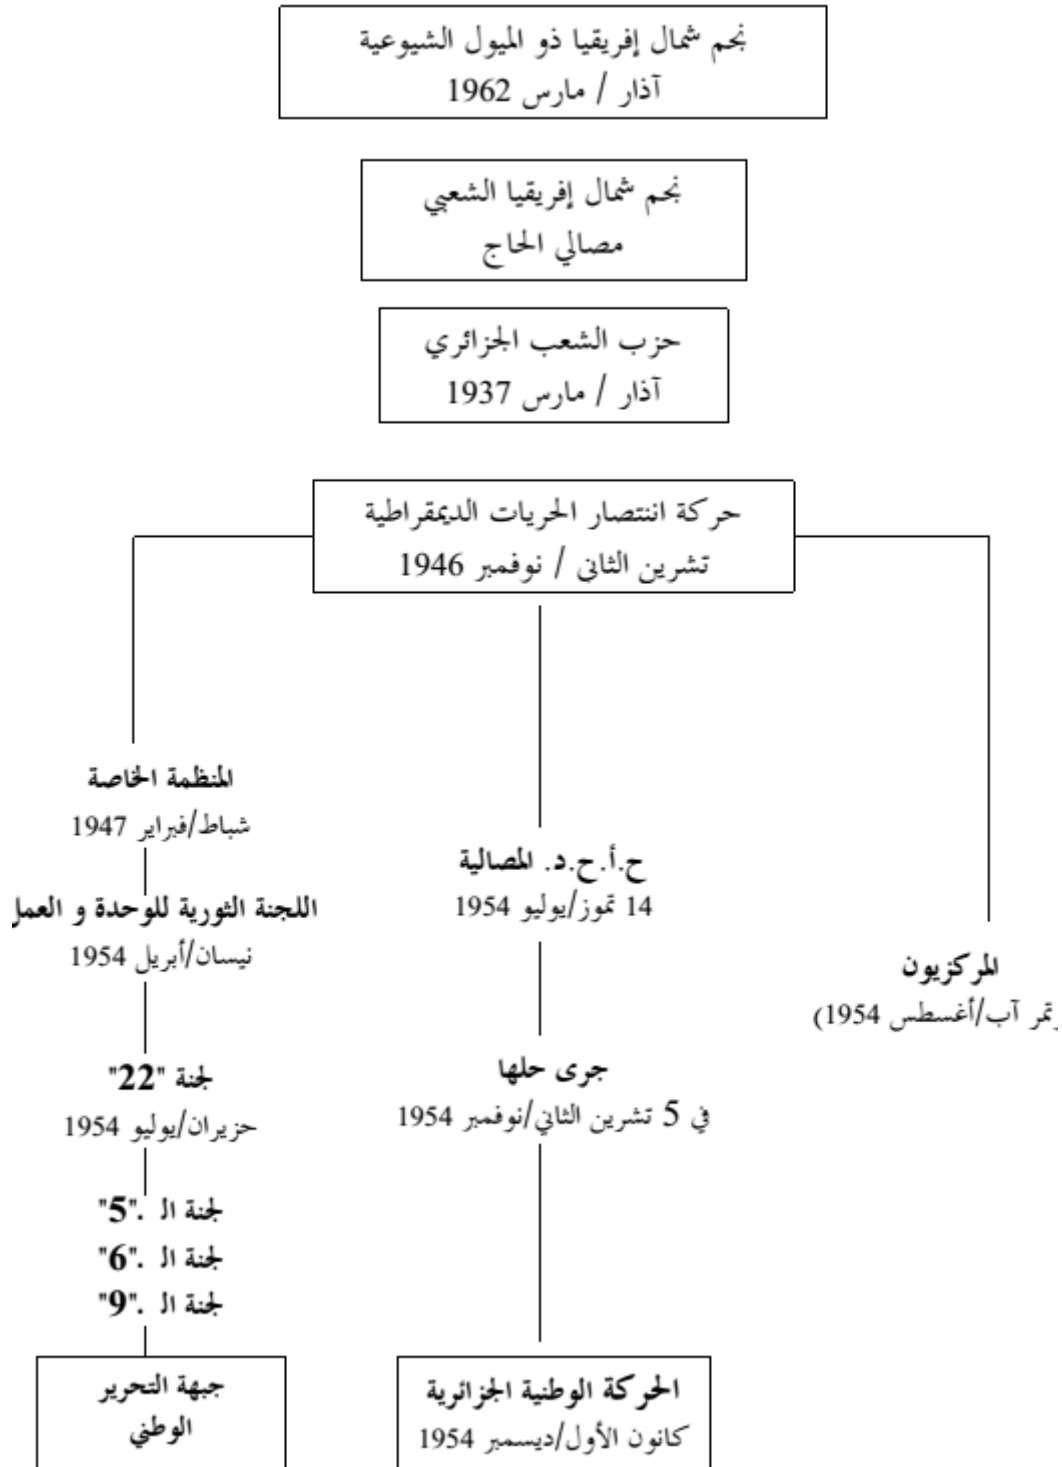 نجم شمال إفريقيا ذو الميول الشيوعية
آذار / مارس 1962
نجم شمال إفريقيا الشعبي
مصالي الحاج
حزب الشعب الجزائري
آذار / مارس 1937
حركة اننتصار الحريات الديمقراطية
تشرين الثاني / نوفمبر 1946
المنظمة الخاصة
شباط/فبراير 1947
اللجنة الثورية للوحدة و العمل
نيسان/أبريل 1954
لجنة "22"
حزيران/يوليو 1954
لجنة الـ ."5"
لجنة الـ ."6"
لجنة الـ ."9"
جبهة التحرير
الوطني
ح.أ.ح.د. المصالية
14 تموز/يوليو 1954
جرى حلها
في 5 تشرين الثاني/نوفمبر 1954
الحركة الوطنية الجزائرية
كانون الأول/ديسمبر 1954
المركزيون
آب/أغسطس 1954)